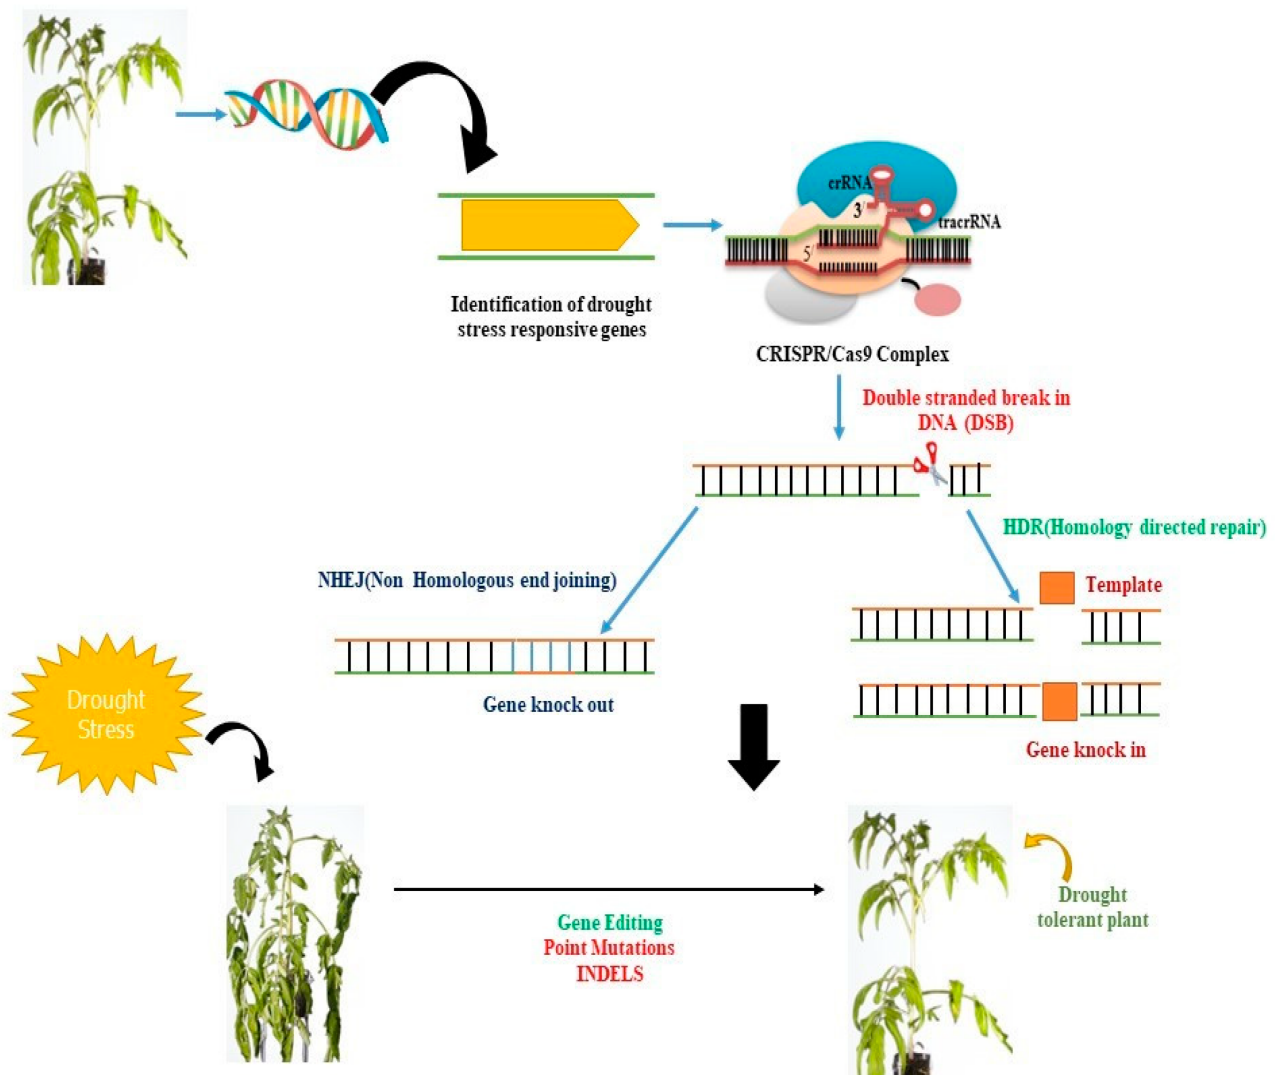 crRNA
3/
tracrRNA
5/
Identification of drought
stress responsive genes
CRISPR/Cas9 Complex
Double stranded break in
DNA (DSB)
HDR(Homology directed repair)
NHEJ(Non Homologous end joining)
Template
Gene knock out
Gene knock in
Drought
Stress
Gene Editing
Point Mutations
INDELS
Drought
tolerant plant